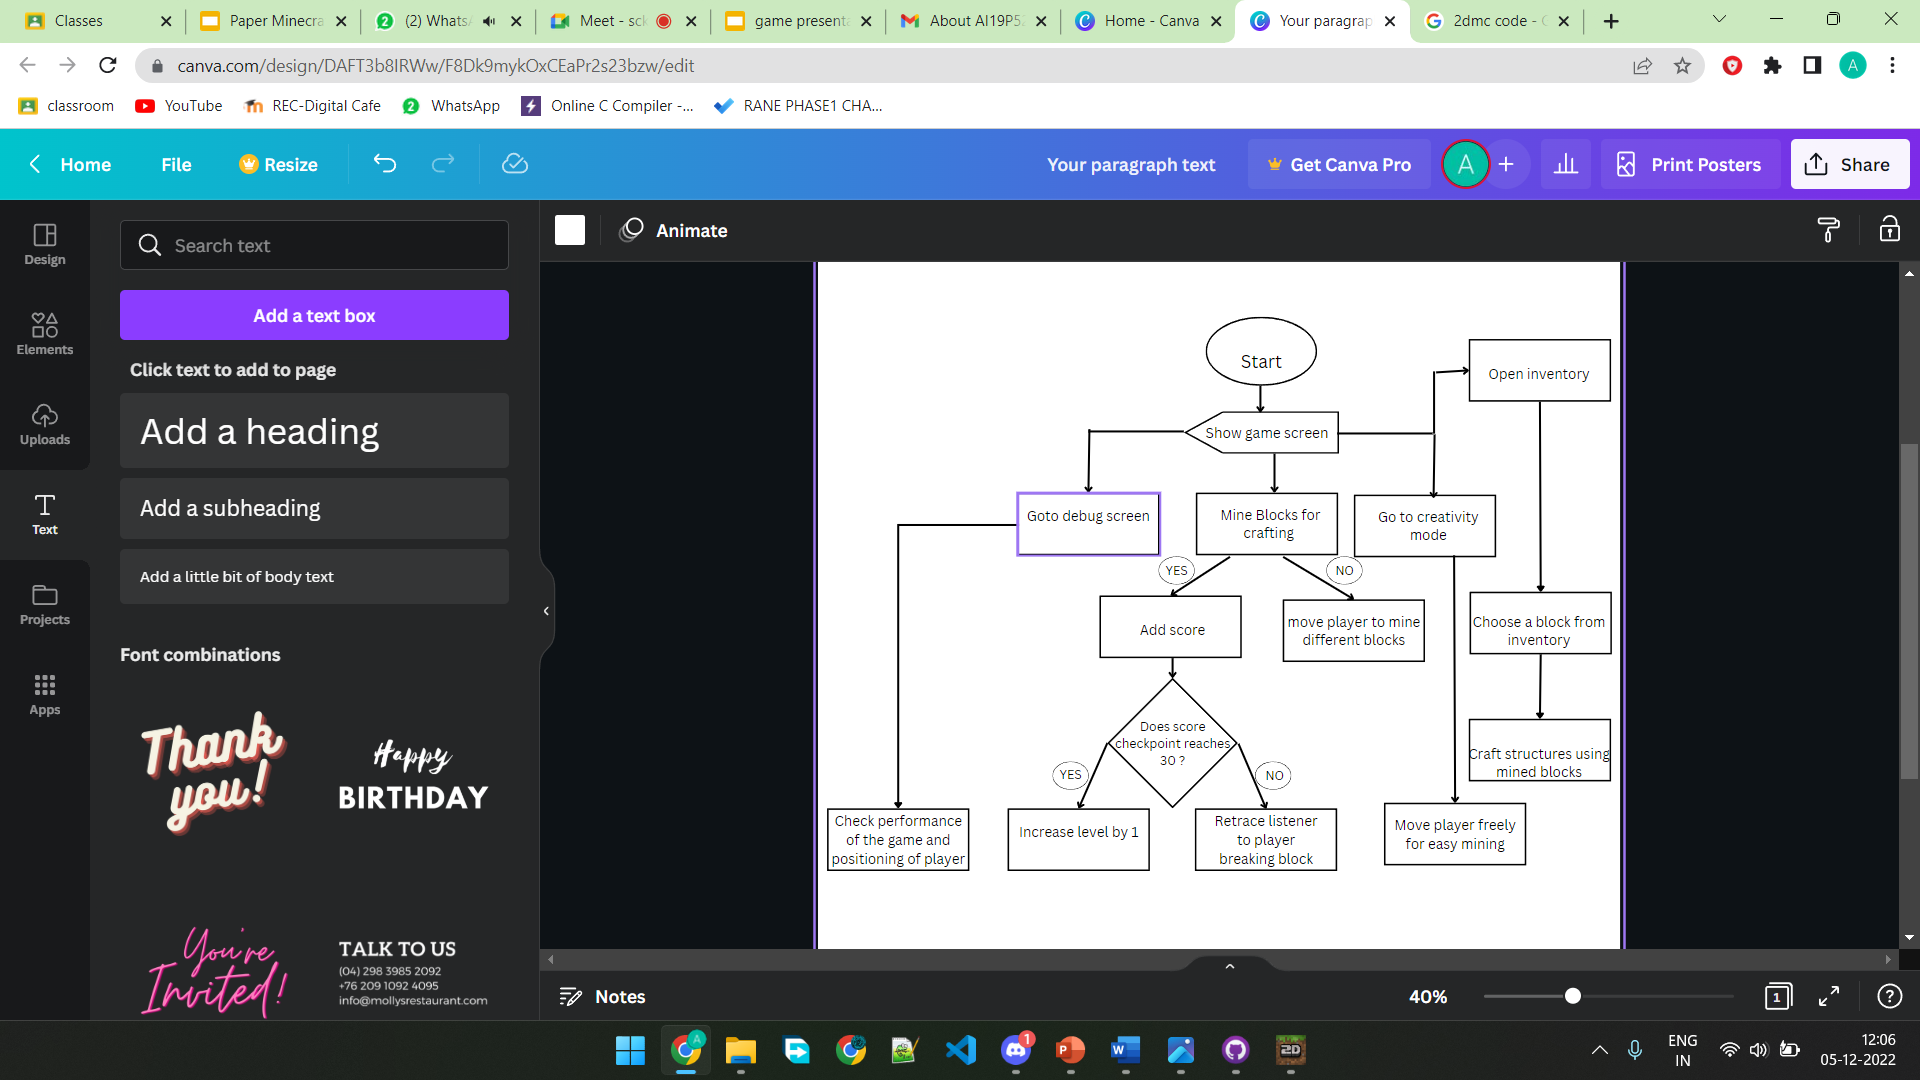 Classes
Paper Minecra
(2) Whats
Meet - sck
game present
About AI19P52
Home - Canva
Your paragrap
2dmc code -
canva.com/design/DAFT3b8IRWw/F8Dk9mykOxCEaPr2s23bzw/edit
A
classroom
YouTube
REC-Digital Cafe
WhatsApp
Online C Compiler -...
RANE PHASE1 CHA...
Home
File
Resize
Your paragraph text
Get Canva Pro
A
Print Posters
Share
Design
Elements
Uploads
Text
Projects
Apps
Search text
Add a text box
Click text to add to page
Add a heading
Add a subheading
Add a little bit of body text
Font combinations
Thank
you!
Happy
BIRTHDAY
You're
Invited!
TALK TO US
(04) 298 3985 2092
+76 209 1092 4095
info@mollysrestaurant.com
Animate
Start
Open inventory
Show game screen
Goto debug screen
Mine Blocks for
crafting
Go to creativity
mode
YES
NO
Add score
move player to mine
different blocks
Choose a block from
inventory
Does score
checkpoint reaches
30 ?
YES
NO
Craft structures using
mined blocks
Check performance
of the game and
positioning of player
Increase level by 1
Retrace listener
to player
breaking block
Move player freely
for easy mining
Notes
40%
1
ENG
IN
12:06
05-12-2022